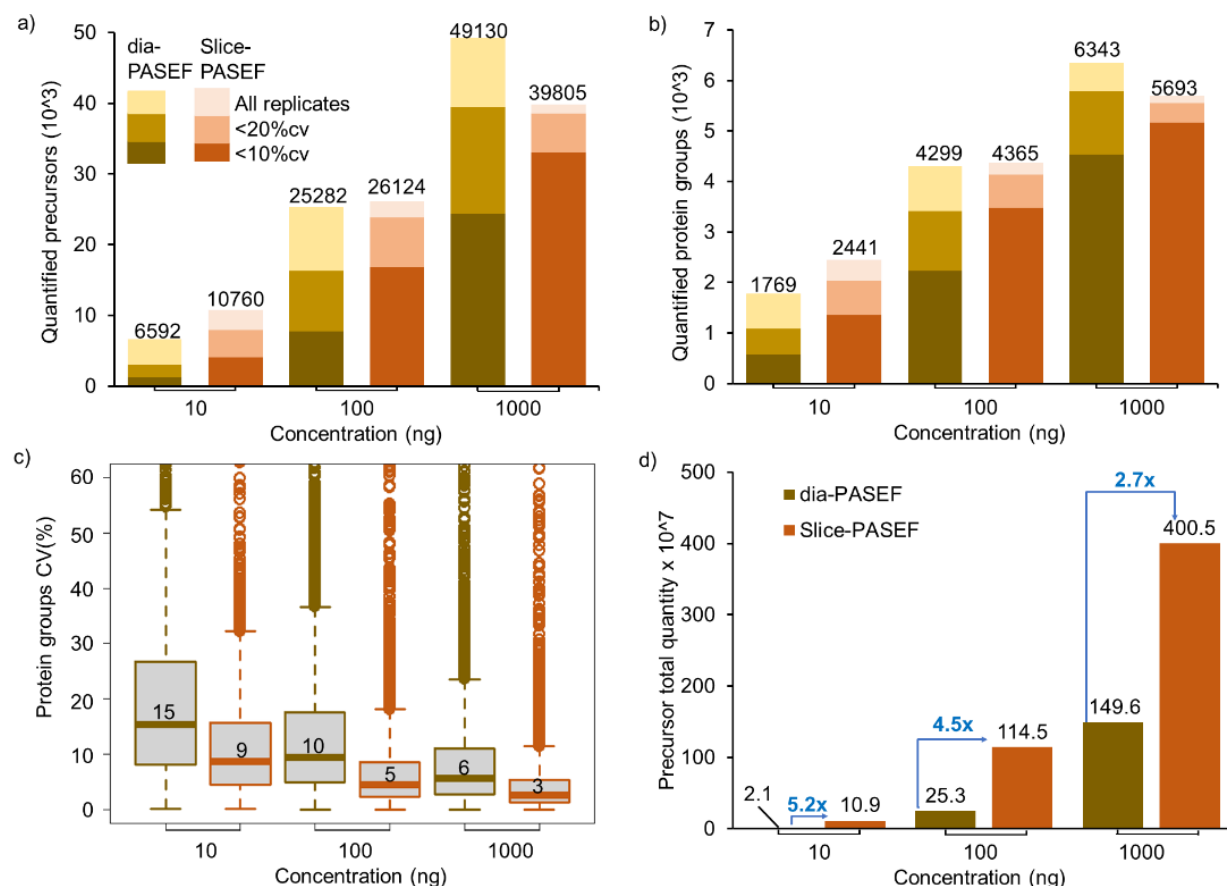 a)
dia-
PASEF
Slice-
PASEF
All replicates
<20%cv
<10%cv
Quantified precursors (10^3)
50
40
30
20
10
0
6592
10760
25282
26124
49130
39805
10
100
1000
Concentration (ng)
b)
Quantified protein groups (10^3)
7
6
5
4
3
2
1
0
1769
2441
4299
4365
6343
5693
10
100
1000
Concentration (ng)
c)
Protein groups CV(%)
60
50
40
30
20
10
0
15
9
10
5
6
3
10
100
1000
Concentration (ng)
d)
dia-PASEF
Slice-PASEF
Precursor total quantity x 10^7
500
400
300
200
100
0
2.1
5.2x
10.9
25.3
4.5x
114.5
149.6
2.7x
400.5
10
100
1000
Concentration (ng)